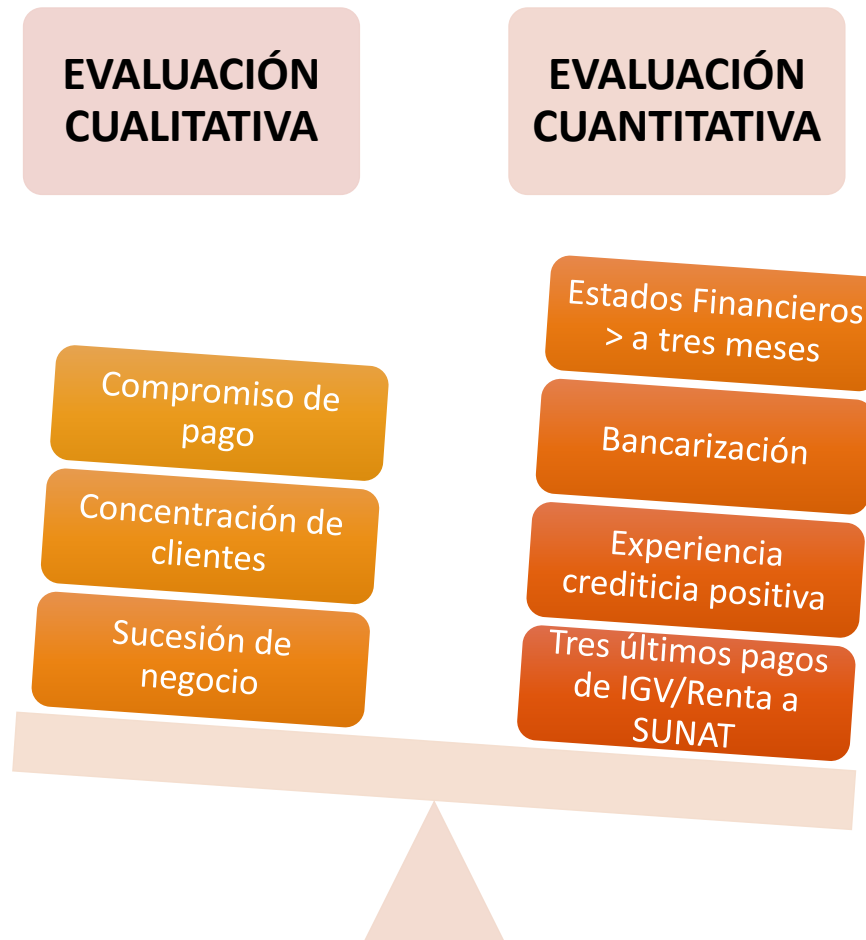 EVALUACIÓN
CUALITATIVA
EVALUACIÓN
CUANTITATIVA
Compromiso de
pago
Concentración de
clientes
Sucesión de
negocio
Estados Financieros
> a tres meses
Bancarización
Experiencia
crediticia positiva
Tres últimos pagos
de IGV/Renta a
SUNAT